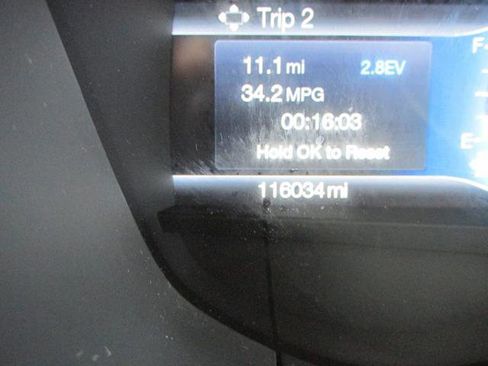 Trip 2
11.1 mi 2.8EV
34.2 MPG
00:16:03
Hold OK to Reset
116034 mi
F
E